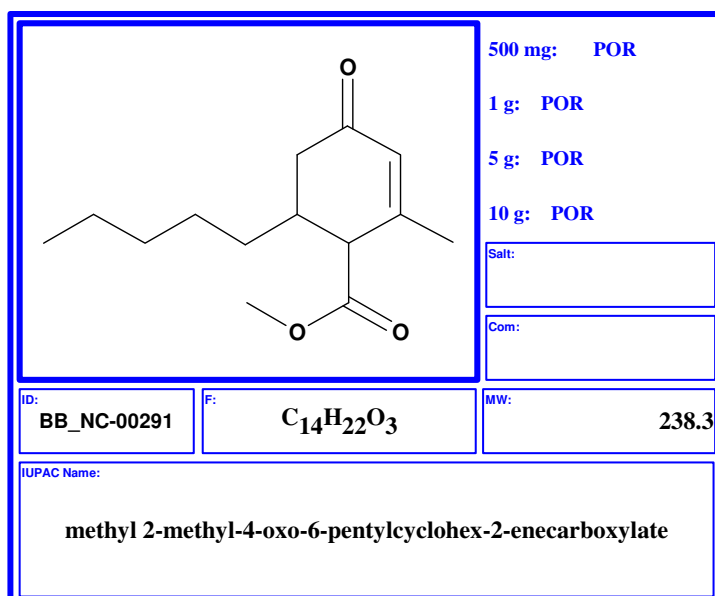 500 mg: POR
1 g: POR
5 g: POR
10 g: POR
O
O
O
Salt:
Com:
ID:
BB_NC-00291
F:
C14H22O3
MW:
238.3
IUPAC Name:
methyl 2-methyl-4-oxo-6-pentylcyclohex-2-enecarboxylate